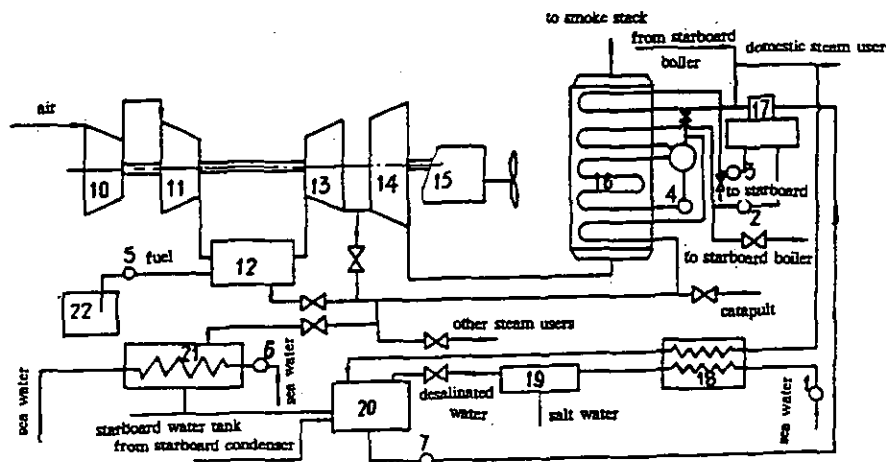 to smoke stack
from starboard
boiler
domestic steam user
air
10
11
13
14
15
16
17
3
4
to starboard
2
to starboard boiler
5
fuel
12
22
catapult
other steam users
21
6
sea water
sea water
20
desalinated
water
19
salt water
18
1
sea water
starboard water tank
from starboard condenser
7